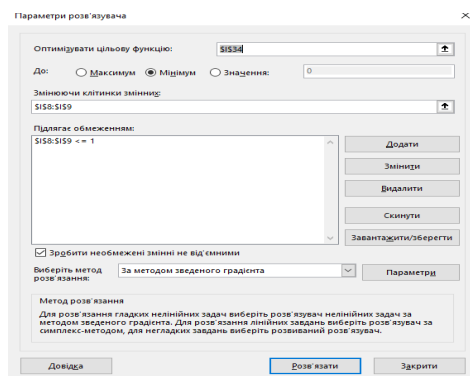 Параметри розв'язувача
Оптимізувати цільову функцію: $I$34
До: Максимум Мінімум Значення: 0
Змінюючи клітинки змінних:
$I$8:$I$9
Підлягає обмеженням:
$I$8:$I$9 <= 1
Додати
Змінити
Видалити
Скинути
Завантажити/зберегти
Зробити необмежені змінні не від'ємними
Виберіть метод розв'язання: За методом зведеного градієнта Параметри
Метод розв'язання
Для розв'язання гладких нелінійних задач виберіть розв'язувач нелінійних задач за
методом зведеного градієнта. Для розв'язання лінійних завдань виберіть розв'язувач за
симплекс-методом, для негладких завдань виберіть розвиваний розв'язувач.
Довідка Розв'язати Закрити